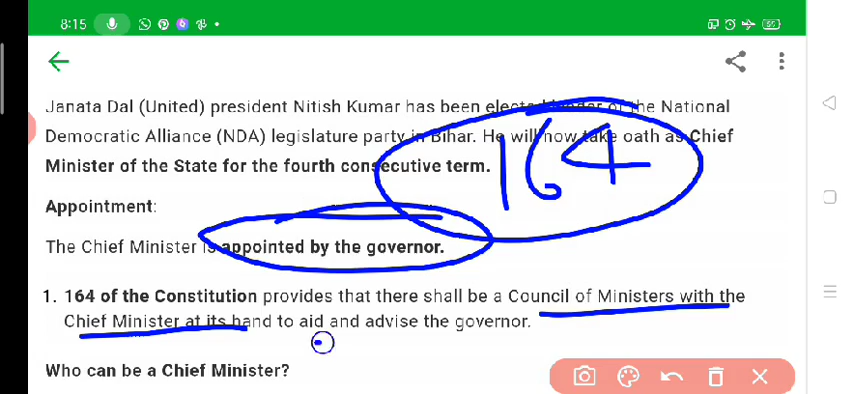 8:15
Janata Dal (United) president Nitish Kumar has been elected leader of the National
Democratic Alliance (NDA) legislature party in Bihar. He will now take oath as Chief
Minister of the State for the fourth consecutive term.
164
Appointment:
The Chief Minister is appointed by the governor.
1. 164 of the Constitution provides that there shall be a Council of Ministers with the
Chief Minister at its hand to aid and advise the governor.
Who can be a Chief Minister?